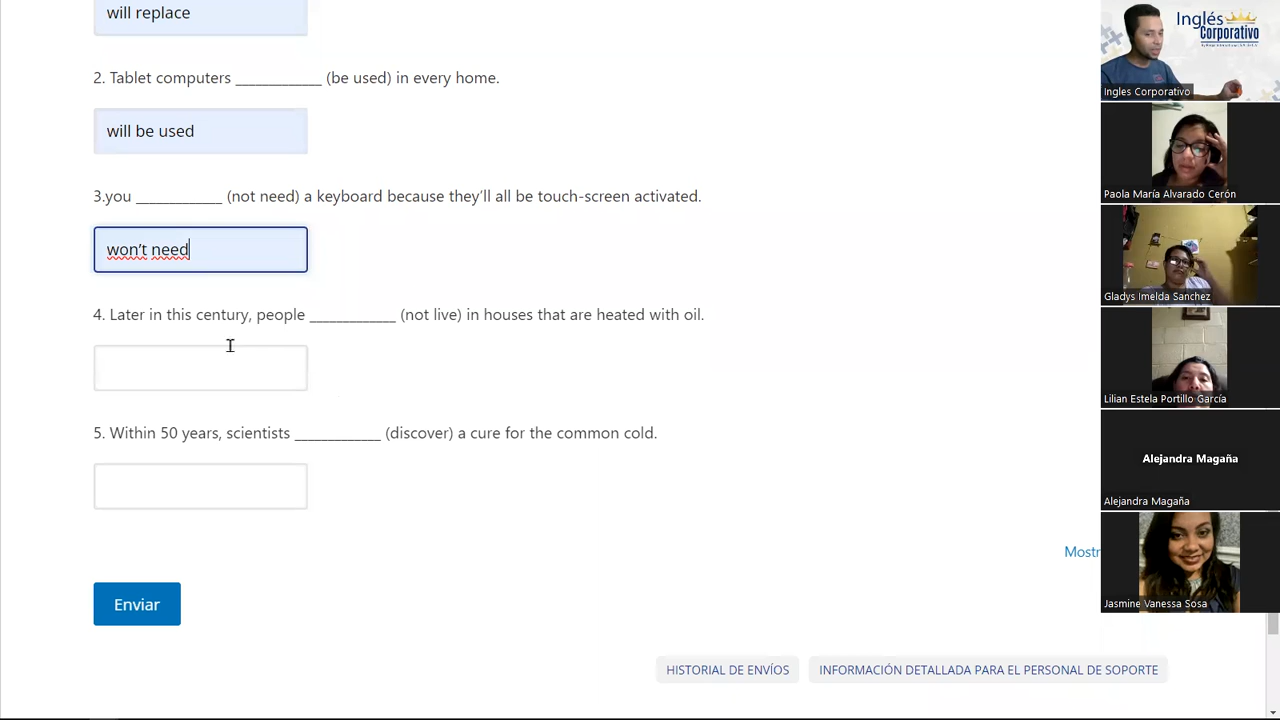 will replace
2. Tablet computers _____________ (be used) in every home.
will be used
3.you _____________ (not need) a keyboard because they'll all be touch-screen activated.
won't need
4. Later in this century, people _____________ (not live) in houses that are heated with oil.
5. Within 50 years, scientists _____________ (discover) a cure for the common cold.
Mostr
Enviar
HISTORIAL DE ENVÍOS
INFORMACIÓN DETALLADA PARA EL PERSONAL DE SOPORTE
Inglés
Corporativo
Ingles Corporativo
Paola María Alvarado Cerón
Gladys Imelda Sanchez
Lilian Estela Portillo García
Alejandra Magaña
Alejandra Magaña
Jasmine Vanessa Sosa